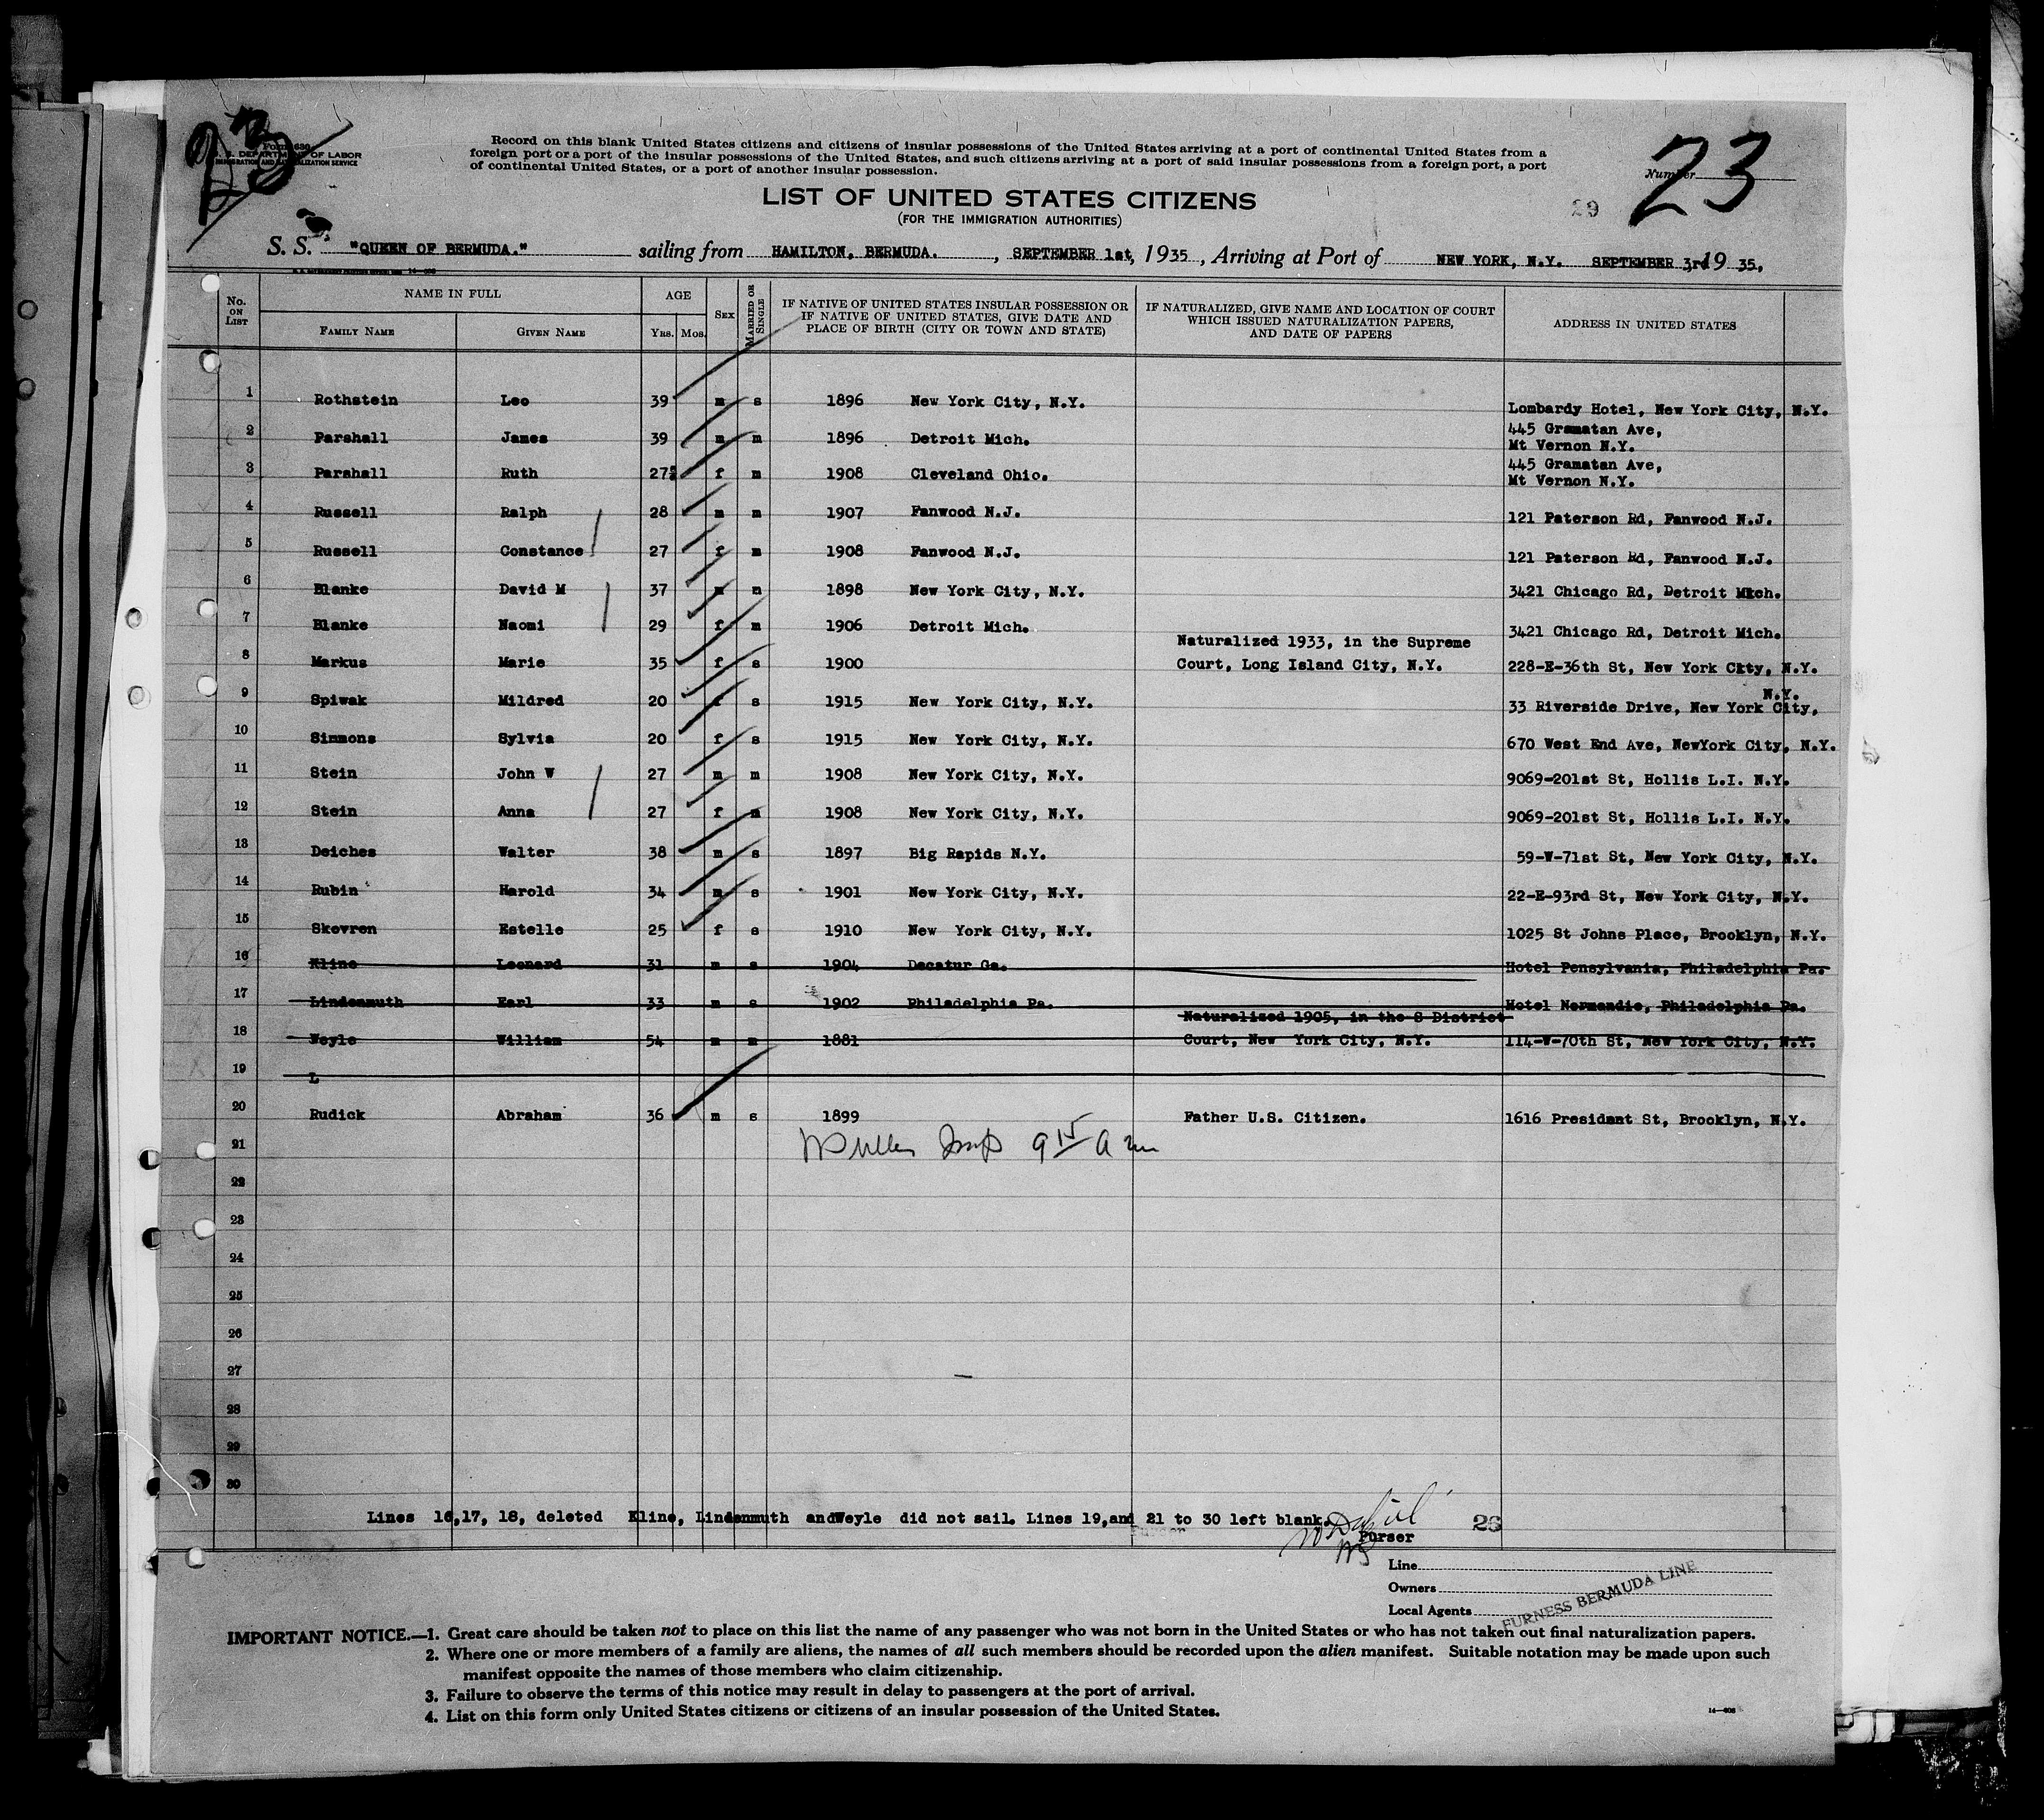 23
Form 630
U. S. DEPARTMENT OF LABOR
IMMIGRATION AND NATURALIZATION SERVICE
Record on this blank United States citizens and citizens of insular possessions of the United States arriving at a port of continental United States from a
foreign port or a port of the insular possessions of the United States, and such citizens arriving at a port of said insular possessions from a foreign port, a port
of continental United States, or a port of another insular possession.
Number 23
LIST OF UNITED STATES CITIZENS
(FOR THE IMMIGRATION AUTHORITIES)
29
S. S. "QUEEN OF BERMUDA." sailing from HAMILTON, BERMUDA. , SEPTEMBER 1st, 1935, Arriving at Port of NEW YORK, N.Y. SEPTEMBER 3rd 1935.
No. ON LIST NAME IN FULL FAMILY NAME GIVEN NAME AGE YRS. MOS. SEX MARRIED OR SINGLE IF NATIVE OF UNITED STATES INSULAR POSSESSION OR IF NATIVE OF UNITED STATES, GIVE DATE AND PLACE OF BIRTH (CITY OR TOWN AND STATE) IF NATURALIZED, GIVE NAME AND LOCATION OF COURT WHICH ISSUED NATURALIZATION PAPERS, AND DATE OF PAPERS ADDRESS IN UNITED STATES
1 Rothstein Leo 39 m s 1896 New York City, N.Y. Lombardy Hotel, New York City, N.Y.
2 Parshall James 39 m m 1896 Detroit Mich. 445 Gramatan Ave, Mt Vernon N.Y.
3 Parshall Ruth 27 f m 1908 Cleveland Ohio. 445 Gramatan Ave, Mt Vernon N.Y.
4 Russell Ralph 28 m m 1907 Fanwood N.J. 121 Paterson Rd, Fanwood N.J.
5 Russell Constance 27 f m 1908 Fanwood N.J. 121 Paterson Rd, Fanwood N.J.
6 Blanke David M 37 m m 1898 New York City, N.Y. 3421 Chicago Rd, Detroit Mich.
7 Blanke Naomi 29 f m 1906 Detroit Mich. 3421 Chicago Rd, Detroit Mich.
8 Markus Marie 35 f s 1900 Naturalized 1933, in the Supreme Court, Long Island City, N.Y. 228-E-36th St, New York City, N.Y.
9 Spiwak Mildred 20 f s 1915 New York City, N.Y. 33 Riverside Drive, New York City, N.Y.
10 Simmons Sylvia 20 f s 1915 New York City, N.Y. 670 West End Ave, NewYork City, N.Y.
11 Stein John W 27 m m 1908 New York City, N.Y. 9069-201st St, Hollis L.I. N.Y.
12 Stein Anna 27 f m 1908 New York City, N.Y. 9069-201st St, Hollis L.I. N.Y.
13 Deiches Walter 38 m s 1897 Big Rapids N.Y. 59-W-71st St, New York City, N.Y.
14 Rubin Harold 34 m s 1901 New York City, N.Y. 22-E-93rd St, New York City, N.Y.
15 Skevron Estelle 25 f s 1910 New York City, N.Y. 1025 St Johns Place, Brooklyn, N.Y.
16 Kline Leonard 31 m s 1904 Decatur Ga. Hotel Pensylvania, Philadelphia Pa.
17 Lindenmuth Earl 33 m s 1902 Philadelphia Pa. Hotel Normandie, Philadelphia Pa.
18 Weyle William 54 m m 1881 Naturalized 1905, in the S District Court, New York City, N.Y. 114-W-70th St, New York City, N.Y.
19 L
20 Rudick Abraham 36 m s 1899 Father U.S. Citizen. 1616 Presidant St, Brooklyn, N.Y.
21 9 15 A m
22
23
24
25
26
27
28
29
30
Lines 16,17, 18, deleted Kline, Lindenmuth andWeyle did not sail. Lines 19,and 21 to 30 left blank.
Purser
Purser
26
Line
Owners
Local Agents
FURNESS BERMUDA LINE
IMPORTANT NOTICE.—1. Great care should be taken not to place on this list the name of any passenger who was not born in the United States or who has not taken out final naturalization papers.
2. Where one or more members of a family are aliens, the names of all such members should be recorded upon the alien manifest. Suitable notation may be made upon such
manifest opposite the names of those members who claim citizenship.
3. Failure to observe the terms of this notice may result in delay to passengers at the port of arrival.
4. List on this form only United States citizens or citizens of an insular possession of the United States.